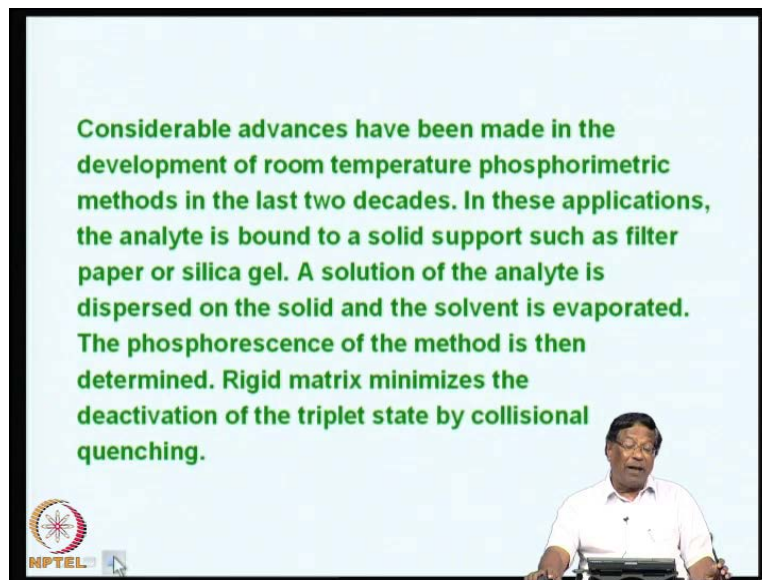 Considerable advances have been made in the
development of room temperature phosphorimetric
methods in the last two decades. In these applications,
the analyte is bound to a solid support such as filter
paper or silica gel. A solution of the analyte is
dispersed on the solid and the solvent is evaporated.
The phosphorescence of the method is then
determined. Rigid matrix minimizes the
deactivation of the triplet state by collisional
quenching.
NPTEL